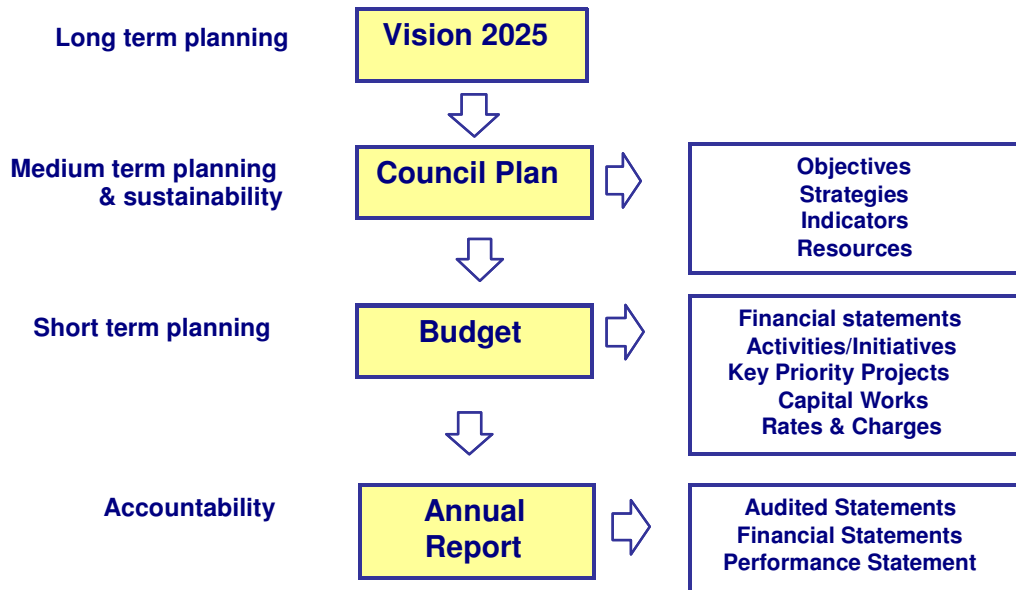 Long term planning
Vision 2025
Medium term planning
& sustainability
Council Plan
Objectives
Strategies
Indicators
Resources
Short term planning
Budget
Financial statements
Activities/Initiatives
Key Priority Projects
Capital Works
Rates & Charges
Accountability
Annual
Report
Audited Statements
Financial Statements
Performance Statement